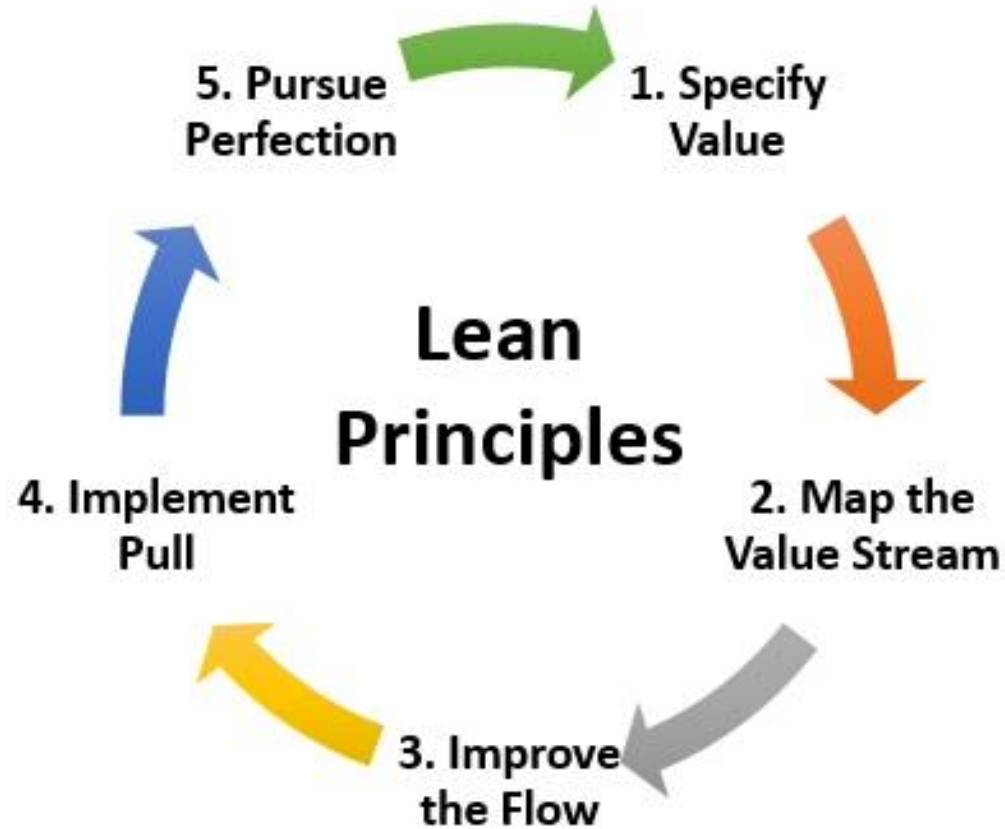 Lean
Principles
1. Specify
Value
2. Map the
Value Stream
3. Improve
the Flow
4. Implement
Pull
5. Pursue
Perfection